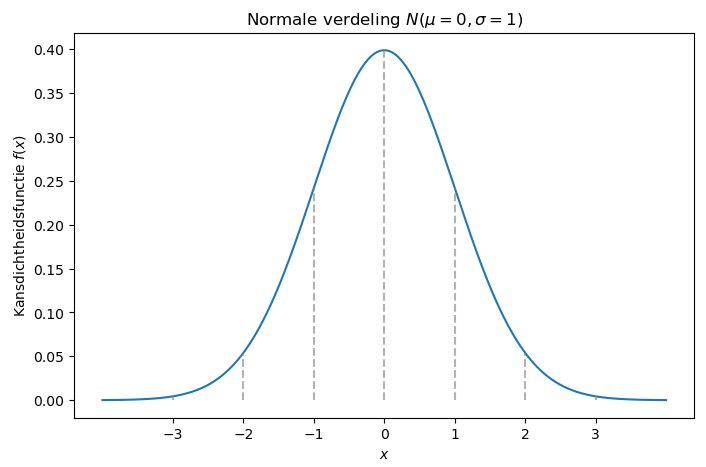 Normale verdeling N(μ = 0, σ = 1)
Kansdichtheidsfunctie f(x)
0.40
0.35
0.30
0.25
0.20
0.15
0.10
0.05
0.00
−3 −2 −1 0 1 2 3
x